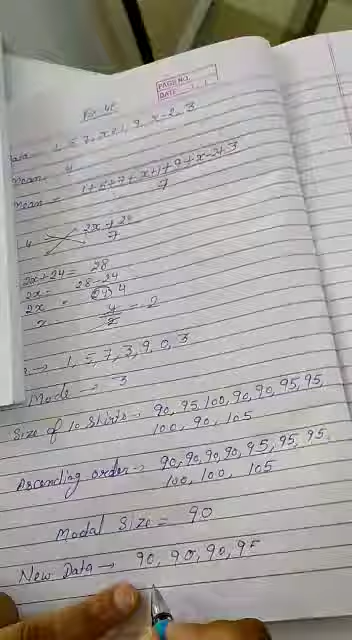 Ex 4C
PAGE NO.
DATE
Data 1, 5, 7, x+1, 9, x-2, 3
Mean = 4
Mean = 1+5+7+x+1+9+x-2+3
7
4 2x+24
7
2x+24 = 28
2x = 28-24
2x = 4
x 4 = 2
2
→ 1, 5, 7, 3, 9, 0, 3
Mode = 3
Size of 10 Shirts → 90, 95, 100, 90, 90, 95, 95,
100, 90, 105
Ascending order → 90, 90, 90, 90, 95, 95, 95,
100, 100, 105
Modal Size = 90
New Data → 90, 90, 90, 95